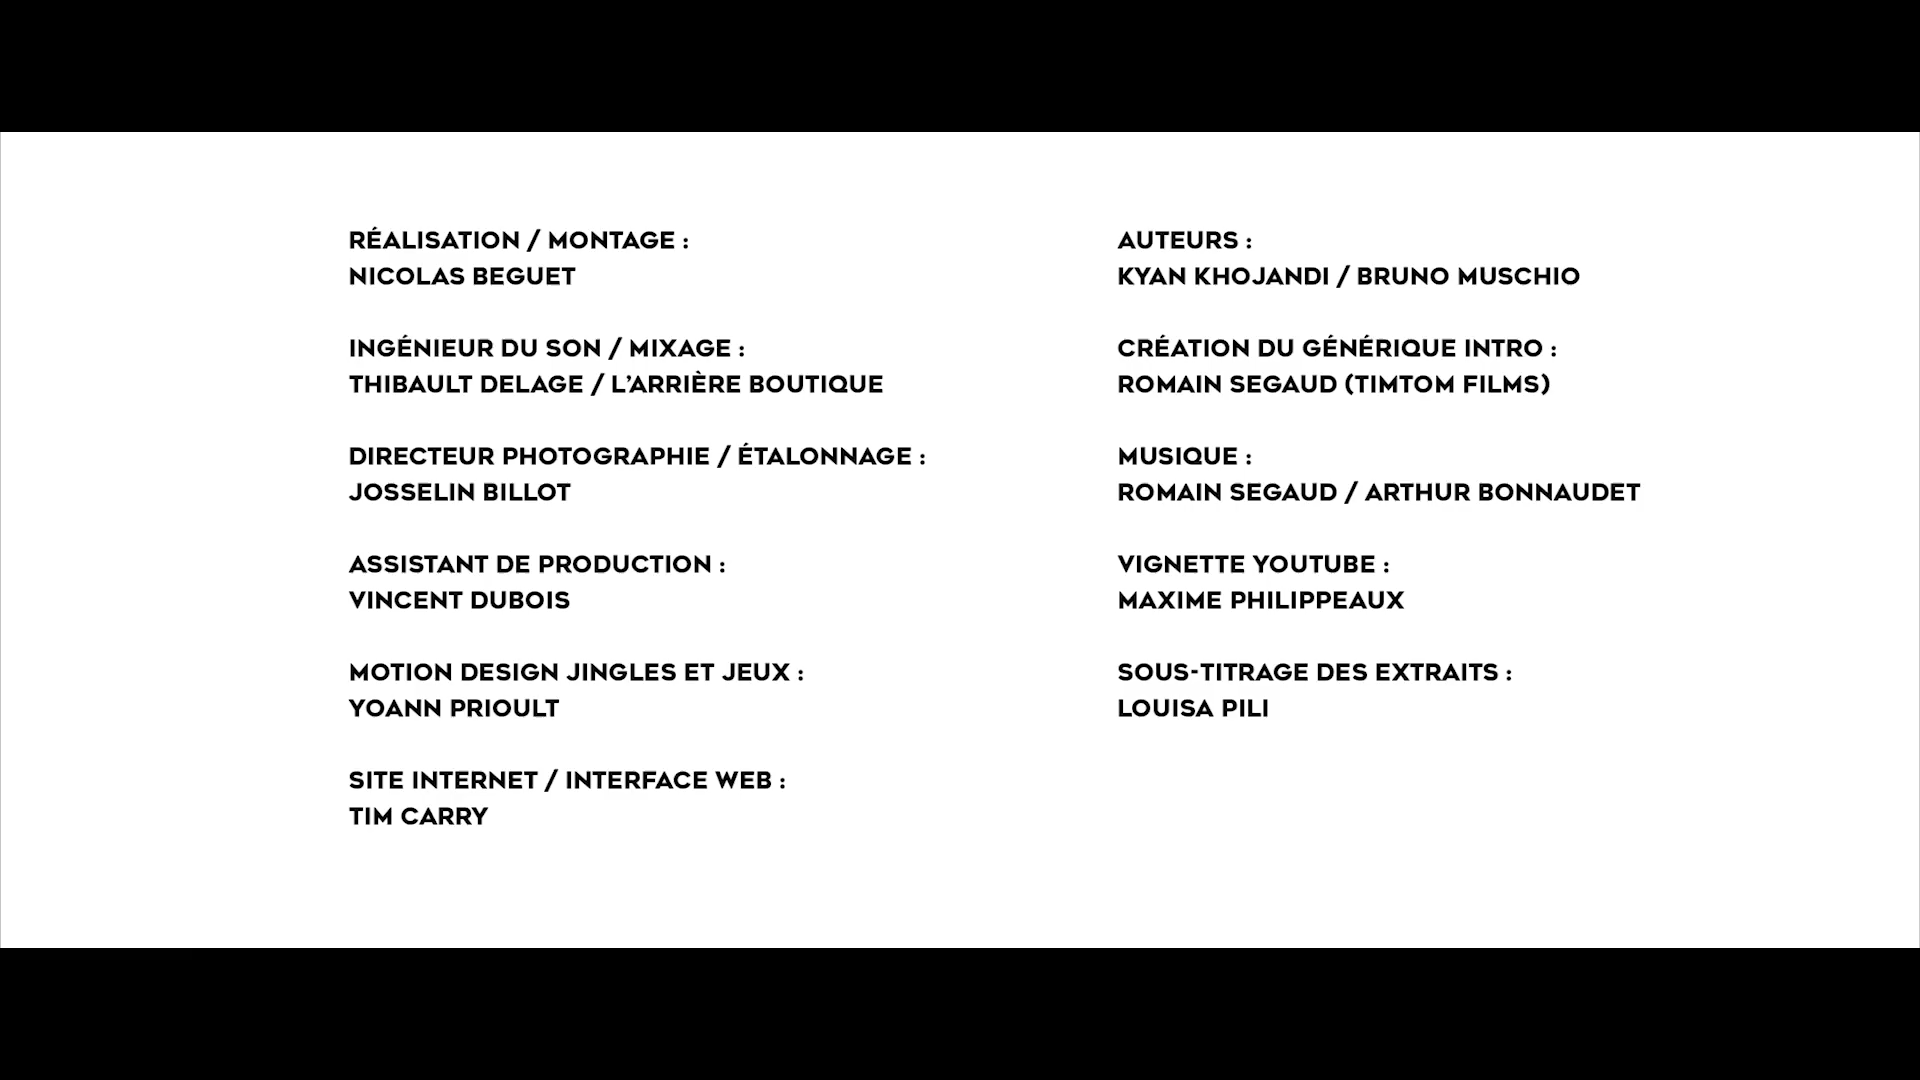 RÉALISATION / MONTAGE :
NICOLAS BEGUET
INGÉNIEUR DU SON / MIXAGE :
THIBAULT DELAGE / L'ARRIÈRE BOUTIQUE
DIRECTEUR PHOTOGRAPHIE / ÉTALONNAGE :
JOSSELIN BILLOT
ASSISTANT DE PRODUCTION :
VINCENT DUBOIS
MOTION DESIGN JINGLES ET JEUX :
YOANN PRIOULT
SITE INTERNET / INTERFACE WEB :
TIM CARRY
AUTEURS :
KYAN KHOJANDI / BRUNO MUSCHIO
CRÉATION DU GÉNÉRIQUE INTRO :
ROMAIN SEGAUD (TIMTOM FILMS)
MUSIQUE :
ROMAIN SEGAUD / ARTHUR BONNAUDET
VIGNETTE YOUTUBE :
MAXIME PHILIPPEAUX
SOUS-TITRAGE DES EXTRAITS :
LOUISA PILI